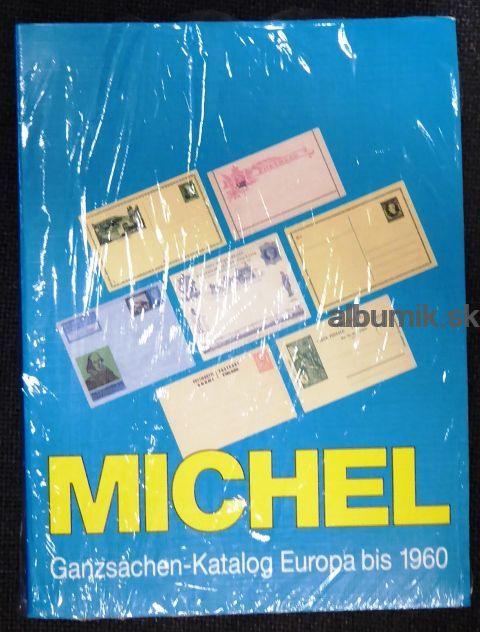 albumik.sk
MICHEL
Ganzsachen-Katalog Europa bis 1960